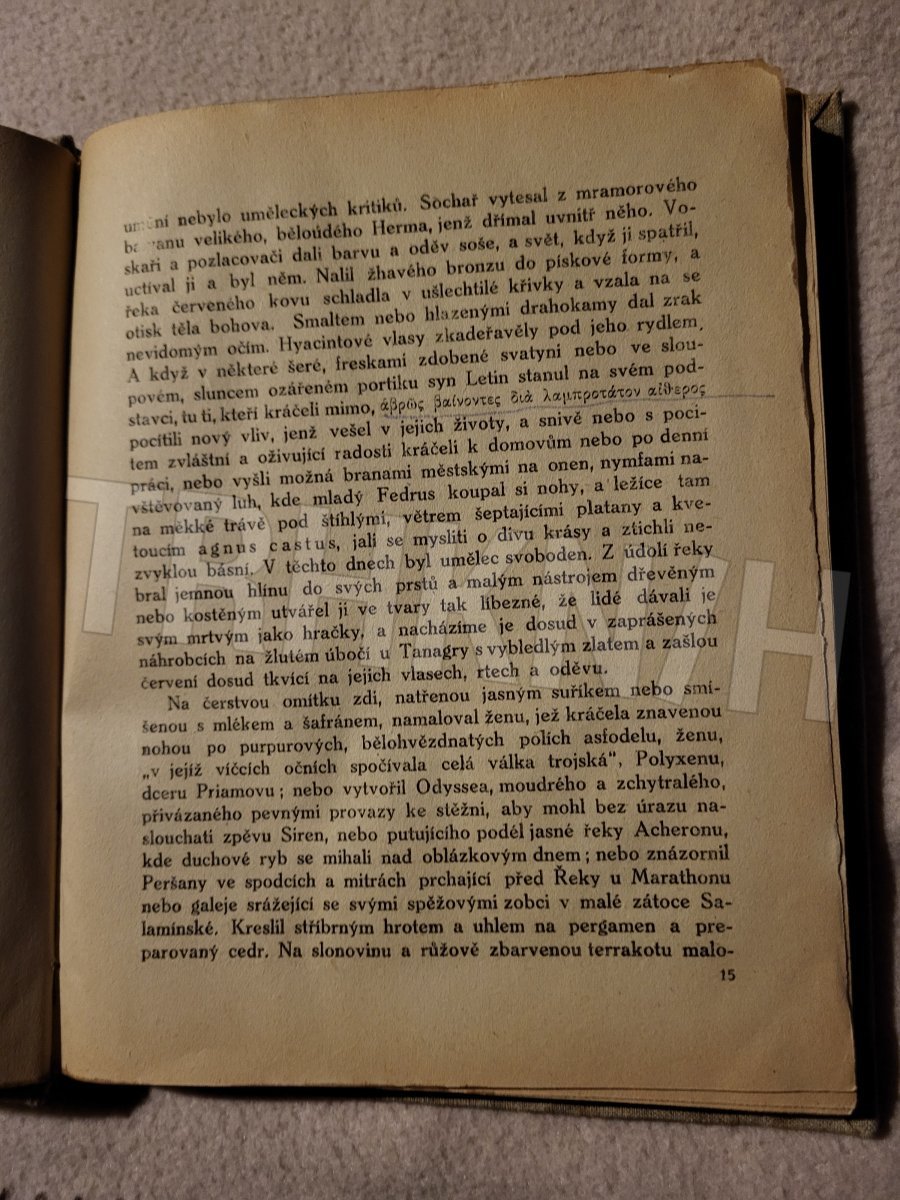 umění nebylo uměleckých kritiků. Sochař vytesal z mramorového
balvanu velikého, běloúdého Herma, jenž dřímal uvnitř něho. Vo-
skaři a pozlacovači dali barvu a oděv soše, a svět, když ji spatřil,
uctíval ji a byl něm. Nalil žhavého bronzu do pískové formy, a
řeka červeného kovu schladla v ušlechtilé křivky a vzala na se
otisk těla bohova. Smaltem nebo hlazenými drahokamy dal zrak
nevidomým očím. Hyacintové vlasy zkadeřavěly pod jeho rydlem.
A když v některé šeré, freskami zdobené svatyni nebo ve slou-
povém, sluncem ozářeném portiku syn Letin stanul na svém pod-
stavci, tu ti, kteří kráčeli mimo, ἁβρῶς βαίνοντες διὰ λαμπροτάτον αἰθερος
pocítili nový vliv, jenž vešel v jejich životy, a snivě nebo s poci-
tem zvláštní a oživující radosti kráčeli k domovům nebo po denní
práci, nebo vyšli možná branami městskými na onen, nymfami na-
vštěvovaný luh, kde mladý Fedrus koupal si nohy, a ležíce tam
na měkké trávě pod štíhlými, větrem šeptajícími platany a kve-
toucím agnus castus, jali se mysliti o divu krásy a ztichli ne-
zvyklou básní. V těchto dnech byl umělec svoboden. Z údolí řeky
bral jemnou hlínu do svých prstů a malým nástrojem dřevěným
nebo kostěným utvářel ji ve tvary tak líbezné, že lidé dávali je
svým mrtvým jako hračky, a nacházíme je dosud v zaprášených
náhrobcích na žlutém úbočí u Tanagry s vybledlým zlatem a zašlou
červení dosud tkvící na jejich vlasech, rtech a oděvu.
Na čerstvou omítku zdi, natřenou jasným suříkem nebo smí-
šenou s mlékem a šafránem, namaloval ženu, jež kráčela znavenou
nohou po purpurových, bělohvězdnatých polích asfodelu, ženu,
„v jejíž víčcích očních spočívala celá válka trojská“, Polyxenu,
dceru Priamovu; nebo vytvořil Odyssea, moudrého a zchytralého,
přivázaného pevnými provazy ke stěžni, aby mohl bez úrazu na-
slouchati zpěvu Siren, nebo putujícího podél jasné řeky Acheronu,
kde duchové ryb se mihali nad oblázkovým dnem; nebo znázornil
Peršany ve spodcích a mitrách prchající před Řeky u Marathonu
nebo galeje srážející se svými spěžovými zobci v malé zátoce Sa-
lamínské. Kreslil stříbrným hrotem a uhlem na pergamen a pre-
parovaný cedr. Na slonovinu a růžově zbarvenou terrakotu malo-
15